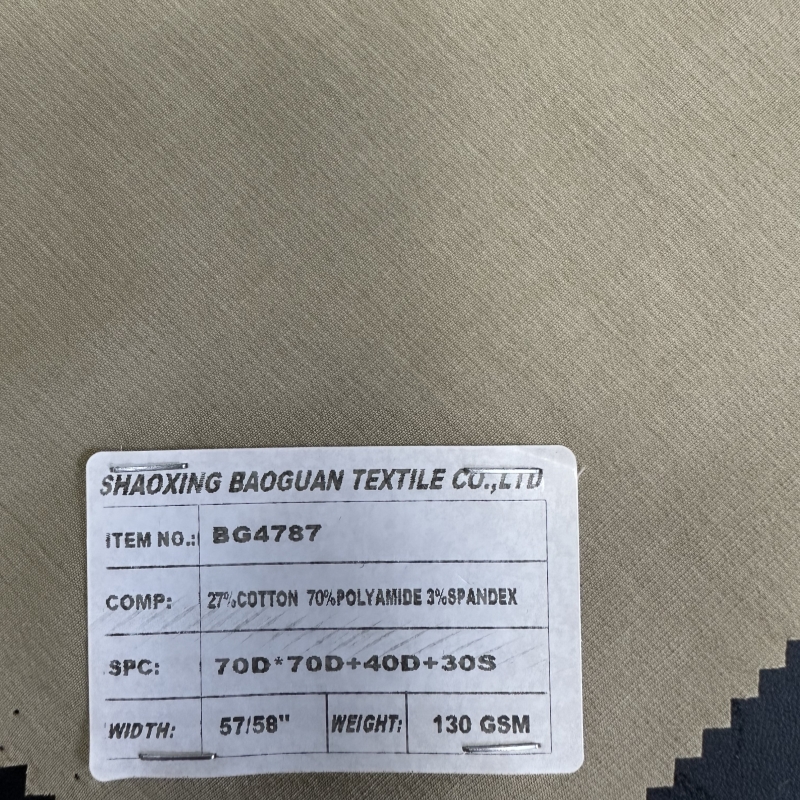 SHAOXING BAOGUAN TEXTILE CO.,LTD
ITEM NO.: BG4787
COMP: 27%COTTON 70%POLYAMIDE 3%SPANDEX
SPC: 70D*70D+40D+30S
WIDTH: 57/58" WEIGHT: 130 GSM